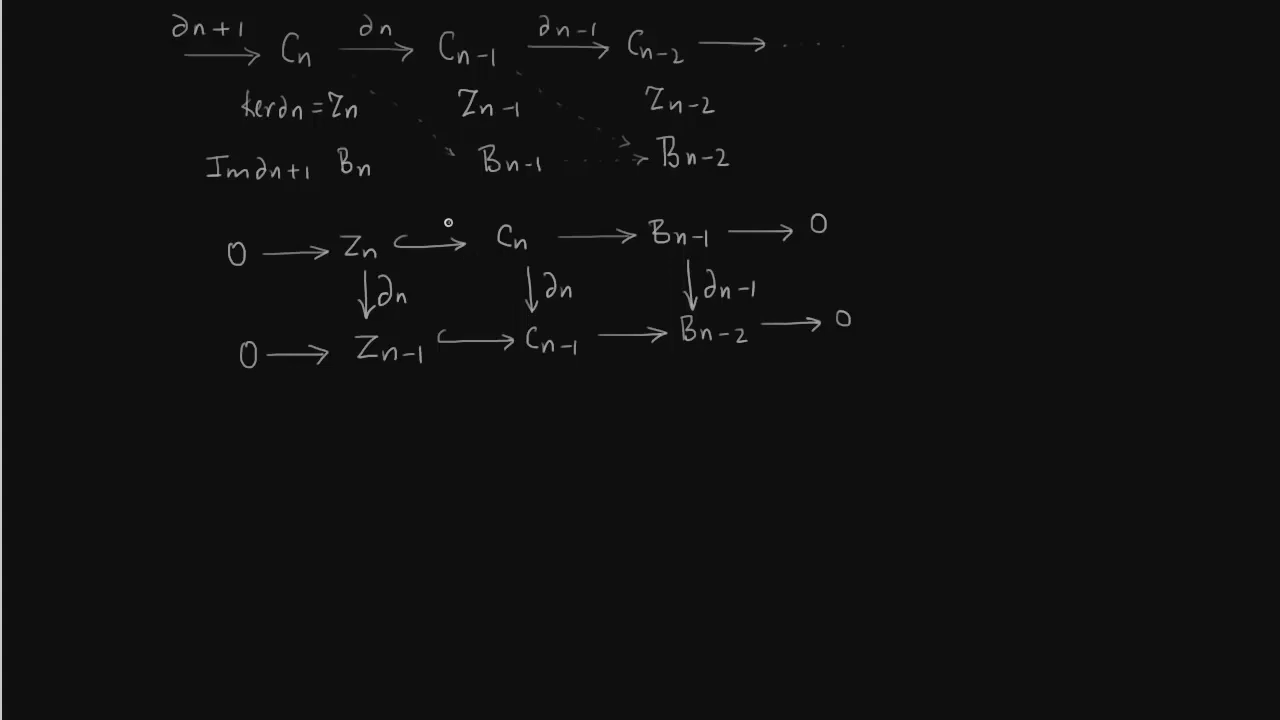 ∂n+1 → Cn ∂n → Cn-1 ∂n-1 → Cn-2 → .....
ker∂n = Zn Zn-1 Zn-2
Im∂n+1 Bn Bn-1 Bn-2
0 → Zn ↪ Cn → Bn-1 → 0
↓∂n ↓∂n ↓∂n-1
0 → Zn-1 ↪ Cn-1 → Bn-2 → 0